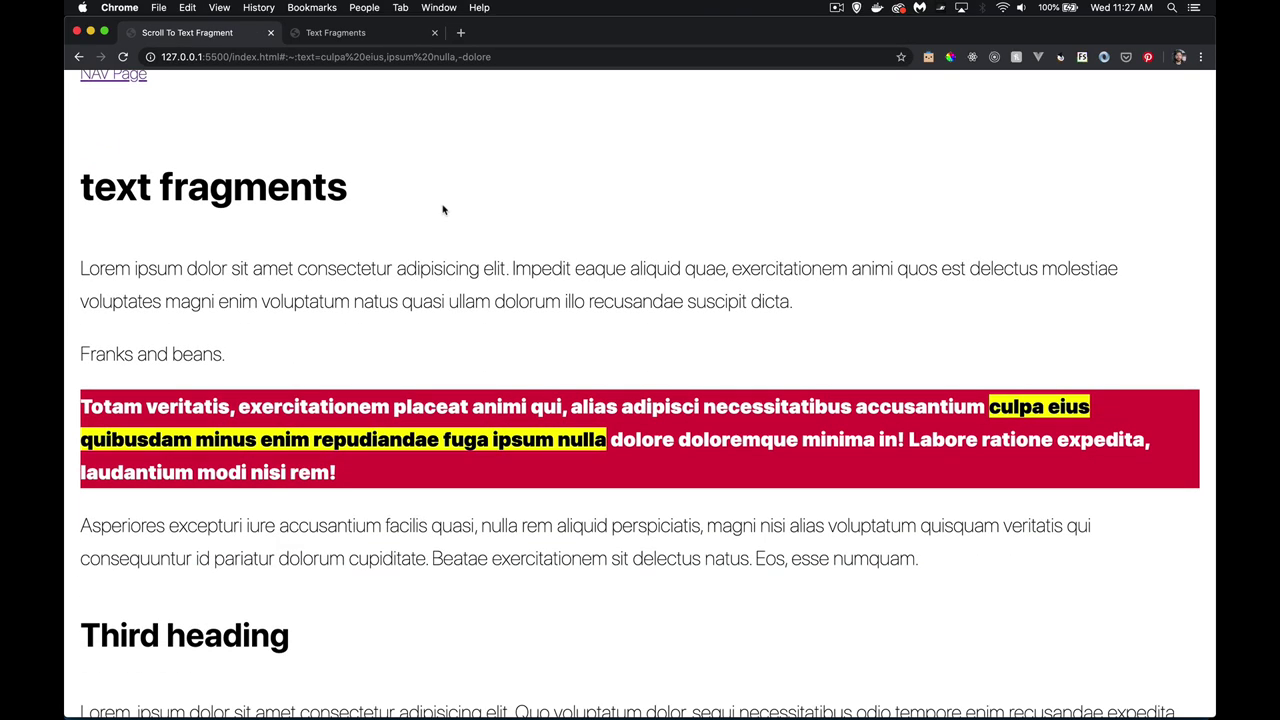 Chrome File Edit View History Bookmarks People Tab Window Help 100% Wed 11:27 AM
Scroll To Text Fragment Text Fragments
127.0.0.1:5500/index.html#:~:text=culpa%20eius,ipsum%20nulla,-dolore
NAV Page
text fragments
Lorem ipsum dolor sit amet consectetur adipisicing elit. Impedit eaque aliquid quae, exercitationem animi quos est delectus molestiae
voluptates magni enim voluptatum natus quasi ullam dolorum illo recusandae suscipit dicta.
Franks and beans.
Totam veritatis, exercitationem placeat animi qui, alias adipisci necessitatibus accusantium culpa eius
quibusdam minus enim repudiandae fuga ipsum nulla dolore doloremque minima in! Labore ratione expedita,
laudantium modi nisi rem!
Asperiores excepturi iure accusantium facilis quasi, nulla rem aliquid perspiciatis, magni nisi alias voluptatum quisquam veritatis qui
consequuntur id pariatur dolorum cupiditate. Beatae exercitationem sit delectus natus. Eos, esse numquam.
Third heading
Lorem, ipsum dolor sit amet consectetur adipisicing elit. Quo voluptatum dolor sequi necessitatibus odio tempore expedita